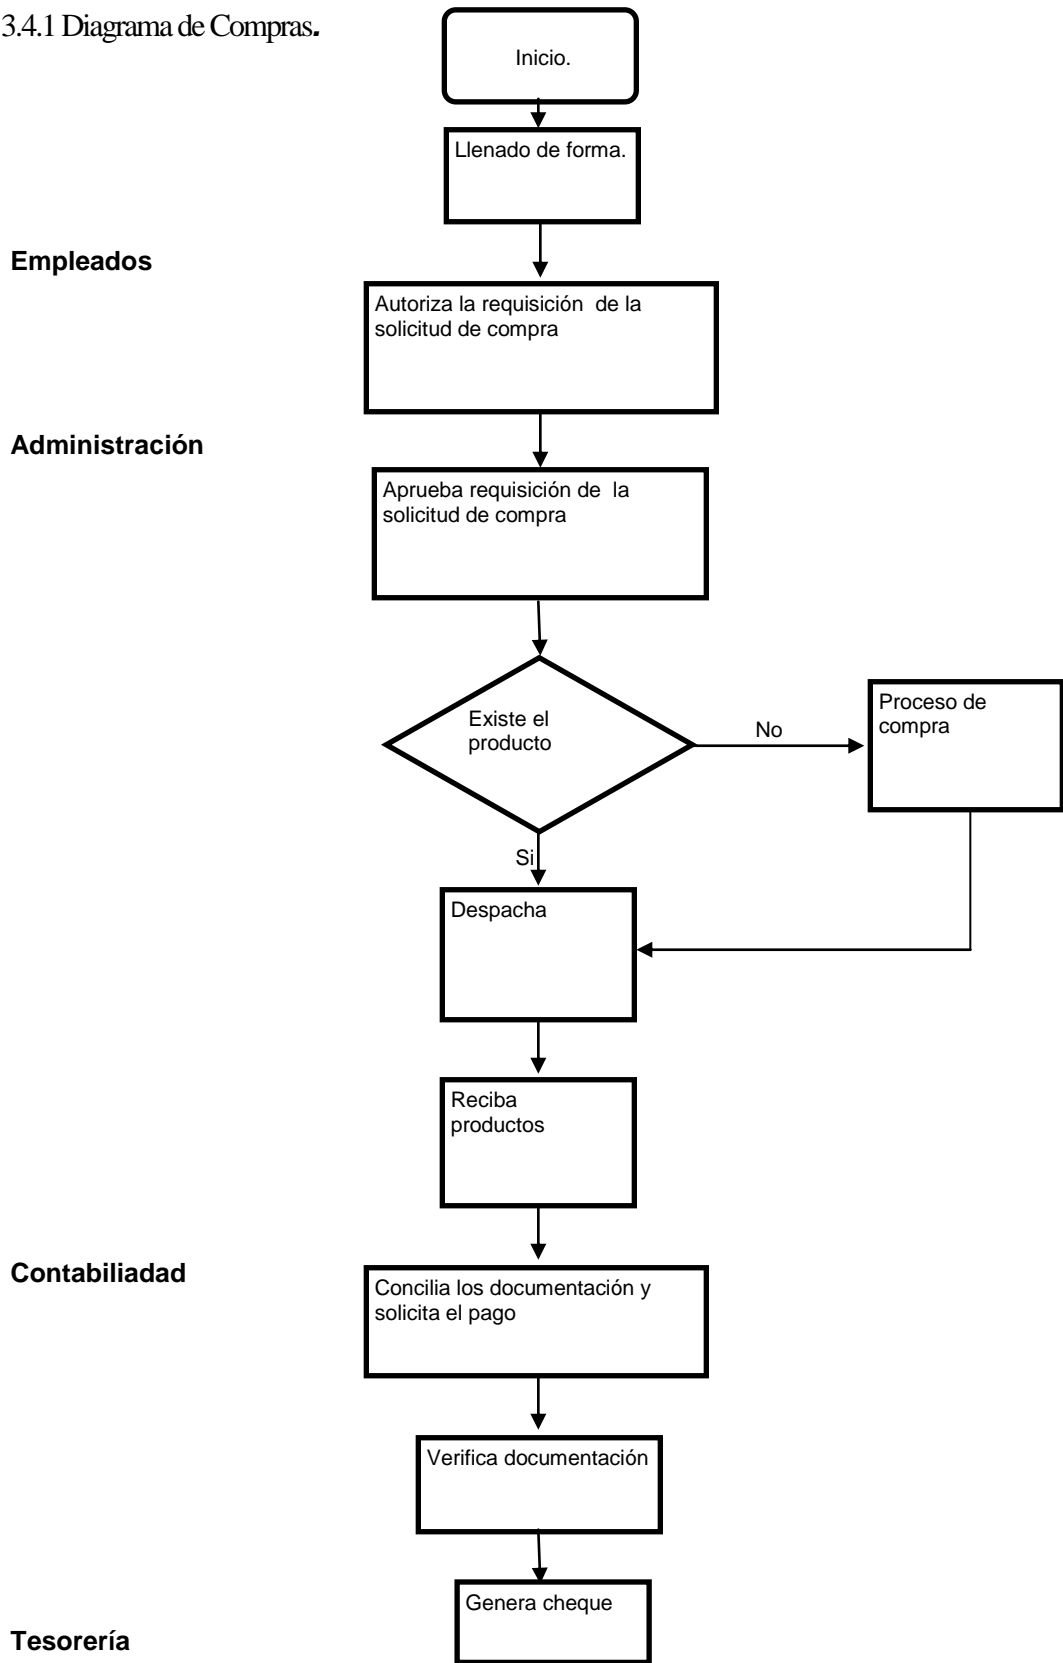 3.4.1 Diagrama de Compras.
Inicio.
Llenado de forma.
Empleados
Autoriza la requisición de la
solicitud de compra
Administración
Aprueba requisición de la
solicitud de compra
Existe el
producto
No
Proceso de
compra
Si
Despacha
Reciba
productos
Contabiliadad
Concilia los documentación y
solicita el pago
Verifica documentación
Genera cheque
Tesorería